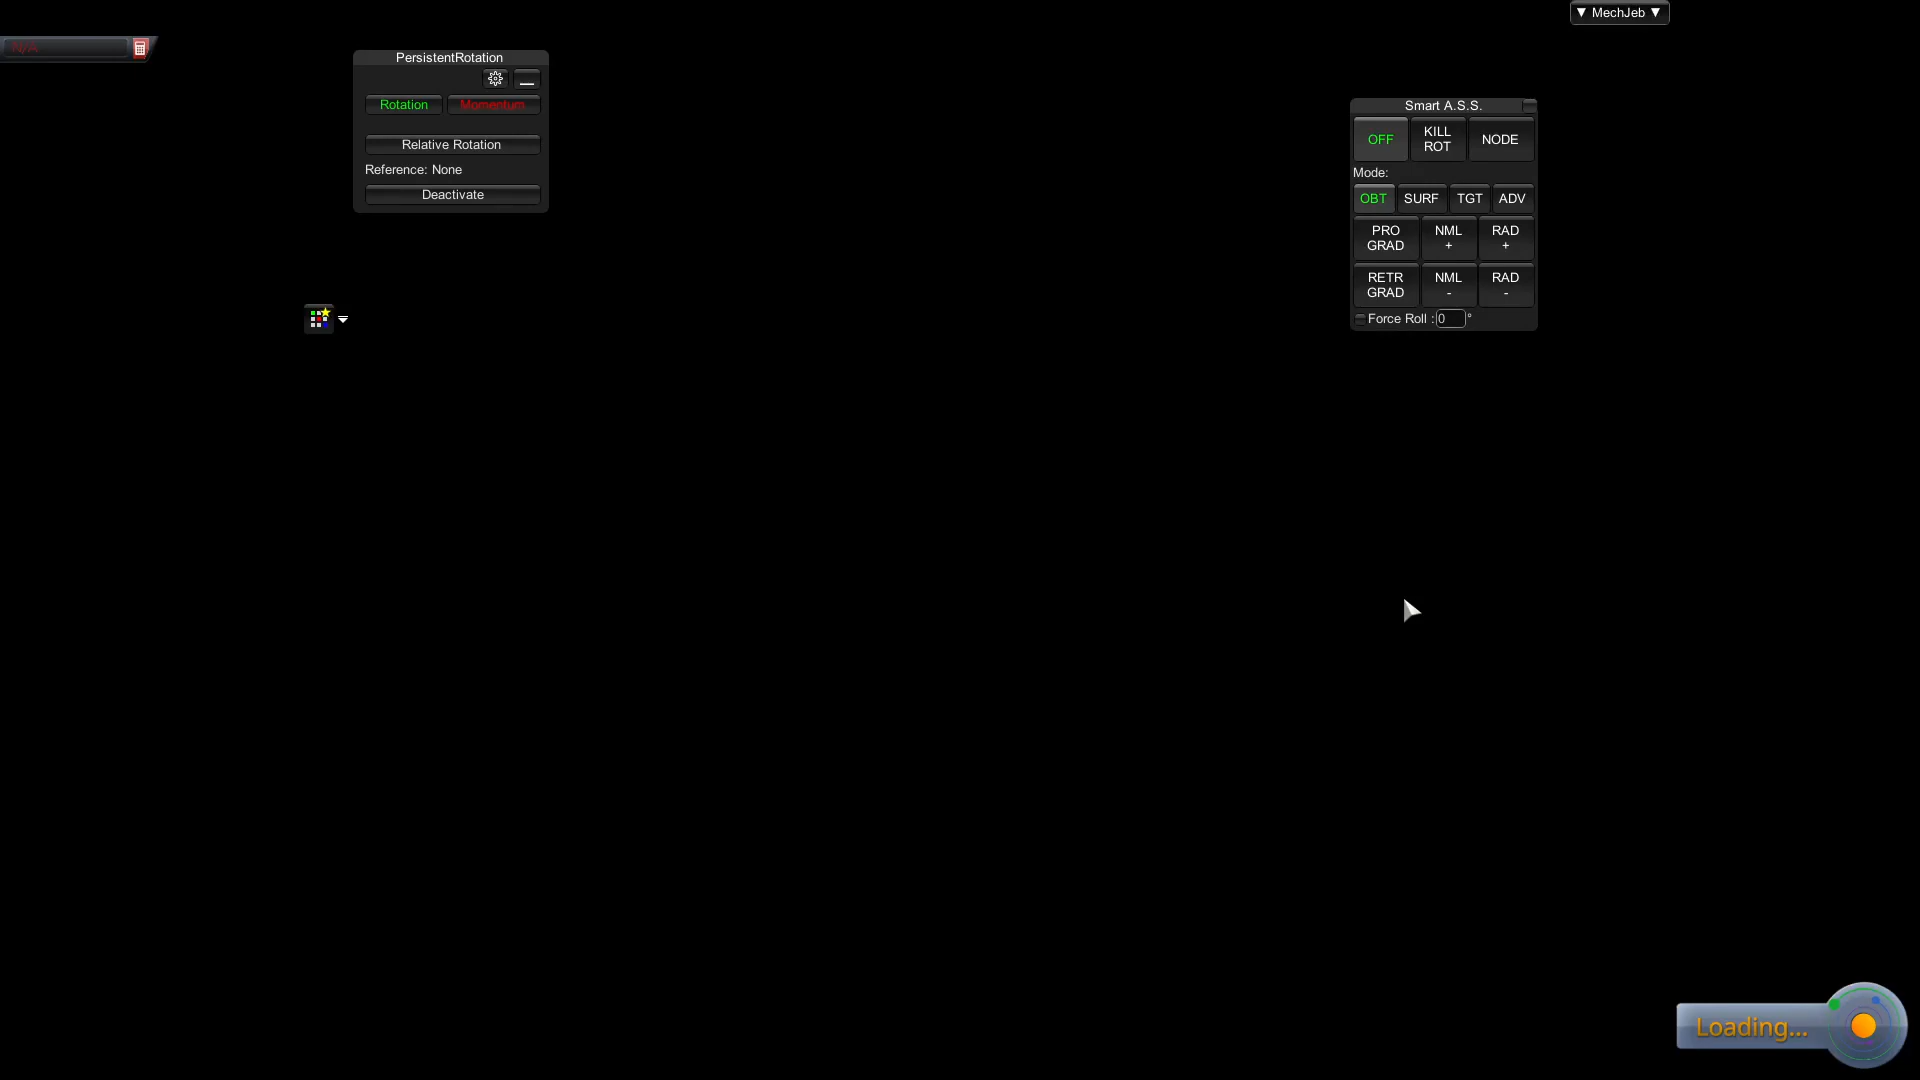 ▼ MechJeb ▼
N/A
PersistentRotation
Rotation Momentum
Relative Rotation
Reference: None
Deactivate
Smart A.S.S.
OFF
KILL
ROT
NODE
Mode:
OBT SURF TGT ADV
PRO
GRAD
NML
+
RAD
+
RETR
GRAD
NML
-
RAD
-
Force Roll : 0 °
Loading...